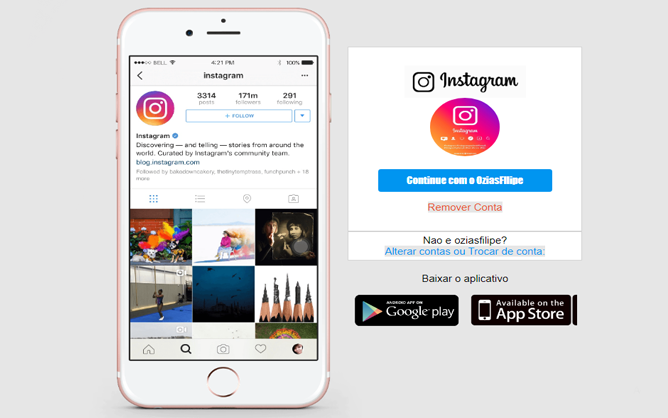 BELL 4:21 PM 100%
instagram
3314 171m 291
posts followers following
+ FOLLOW
Instagram
Discovering — and telling — stories from around the
world. Curated by Instagram's community team.
blog.instagram.com
Followed by
more
Instagram
Instagram
Continue com o OziasFIlipe
Remover Conta
Nao e oziasfilipe?
Alterar contas ou Trocar de conta:
Baixar o aplicativo
ANDROID APP ON
Google play
Available on the
App Store